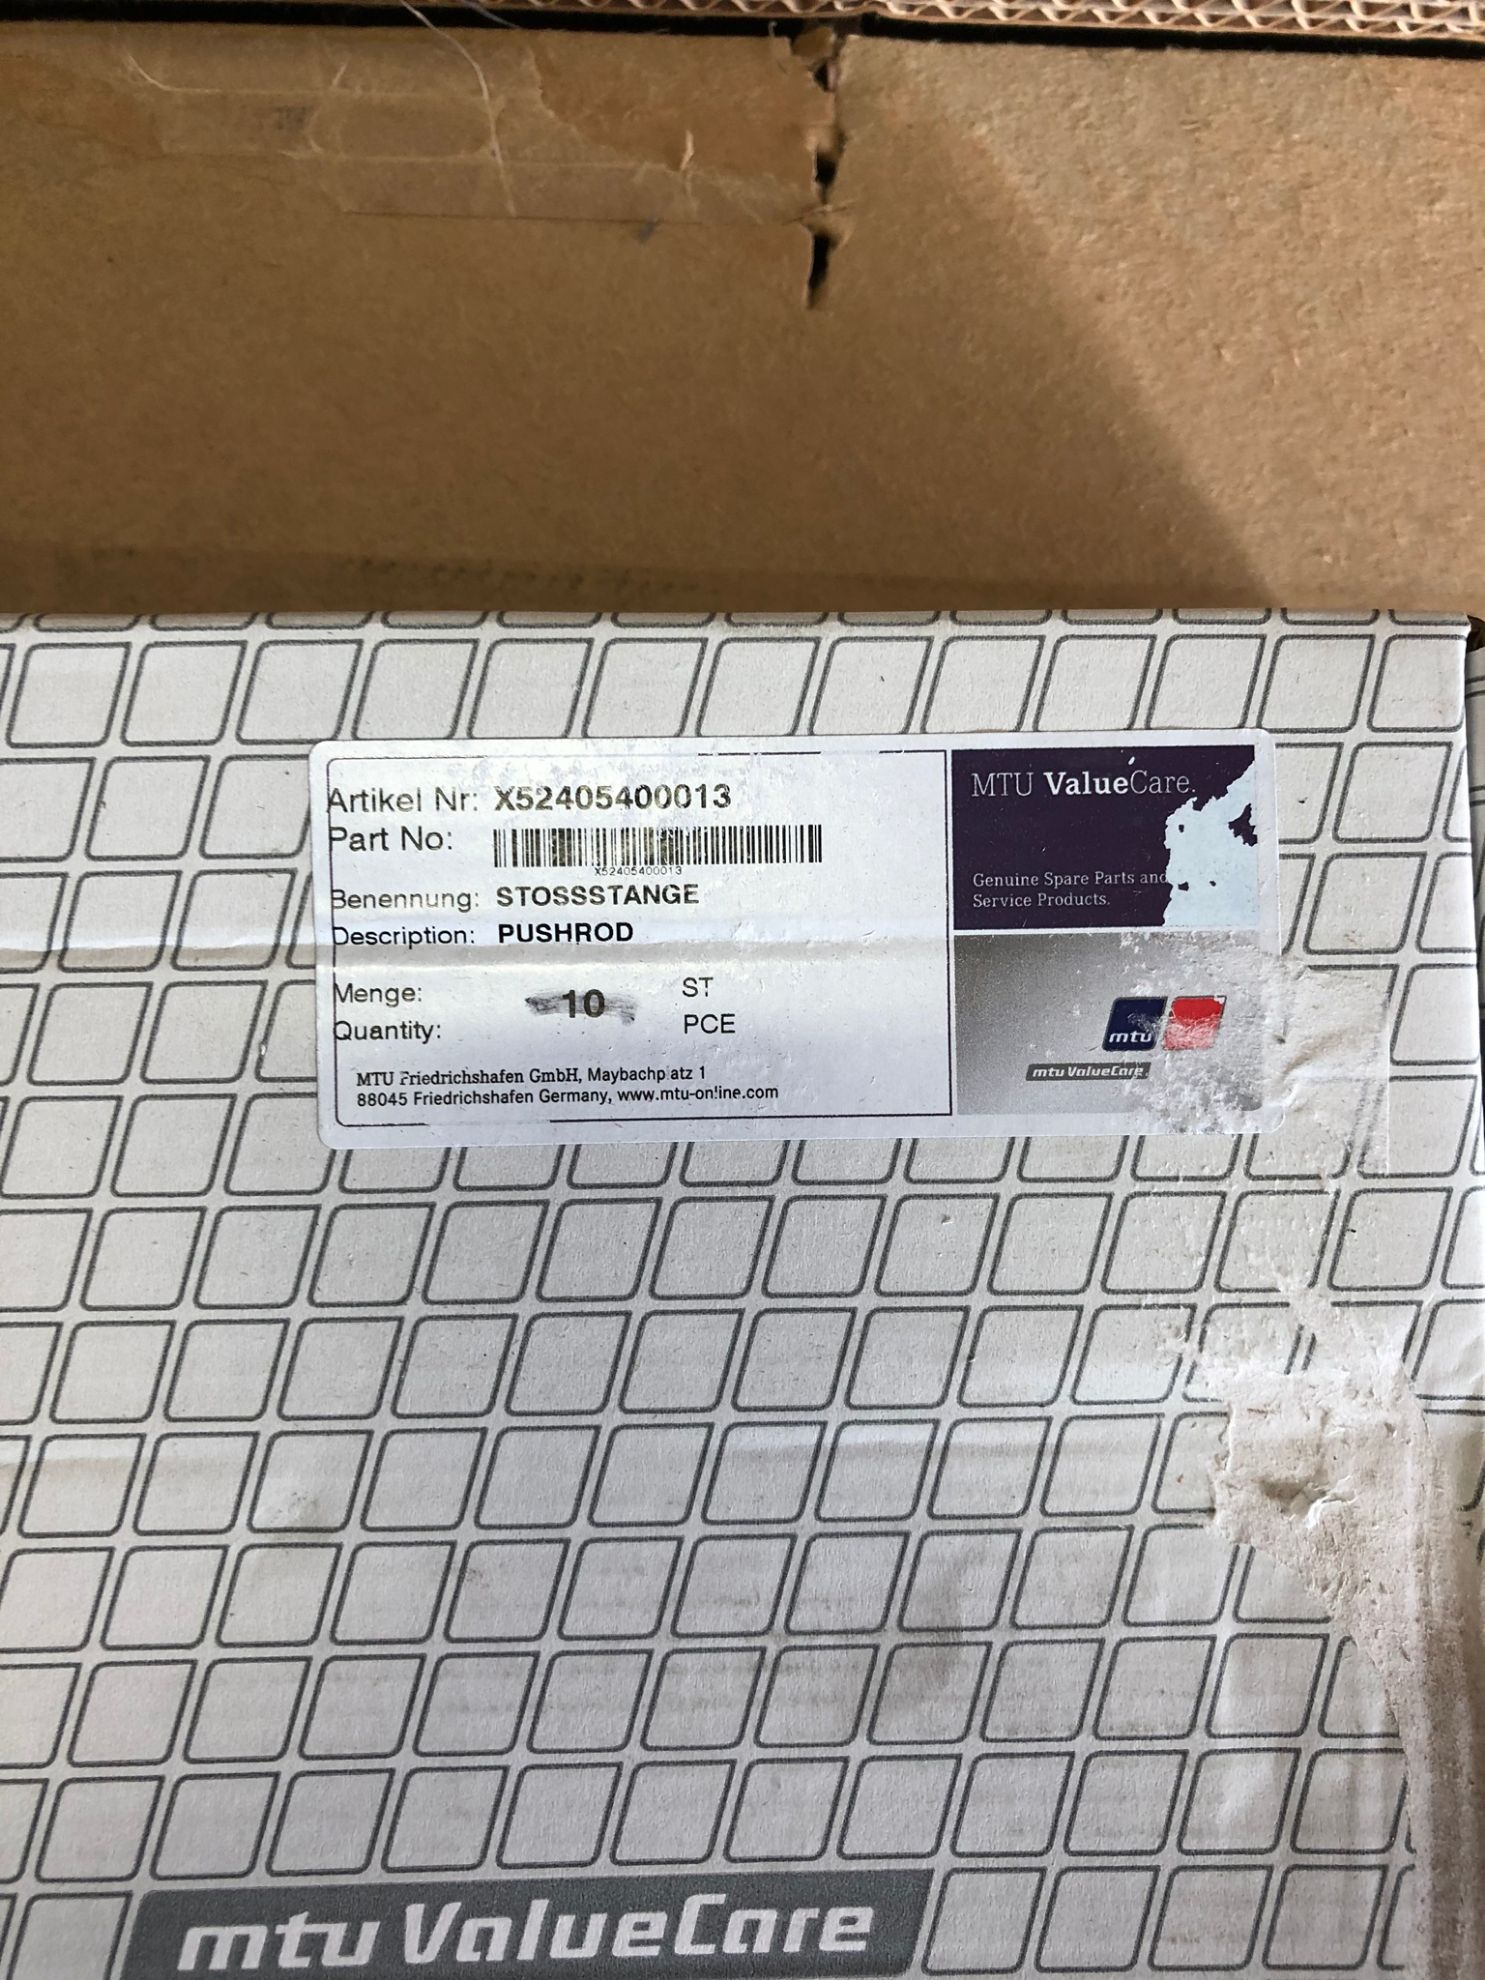 Artikel Nr: X52405400013
Part No:
X52405400013
Benennung: STOSSSTANGE
Description: PUSHROD
Menge: 10 ST
Quantity: PCE
MTU Friedrichshafen GmbH, Maybachplatz 1
88045 Friedrichshafen Germany, www.mtu-online.com
MTU ValueCare.
Genuine Spare Parts and
Service Products.
mtu
mtu ValueCare
mtu ValueCare